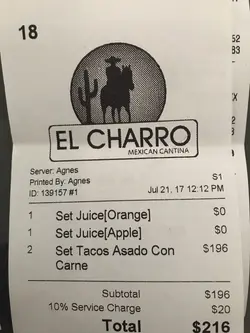 18
EL CHARRO
MEXICAN CANTINA
Server: Agnes
S1
Printed By: Agnes
ID: 139157 #1
Jul 21, 17 12:12 PM
1 Set Juice[Orange] $0
1 Set Juice[Apple] $0
2 Set Tacos Asado Con $196
Carne
Subtotal $196
10% Service Charge $20
Total $216
52
83